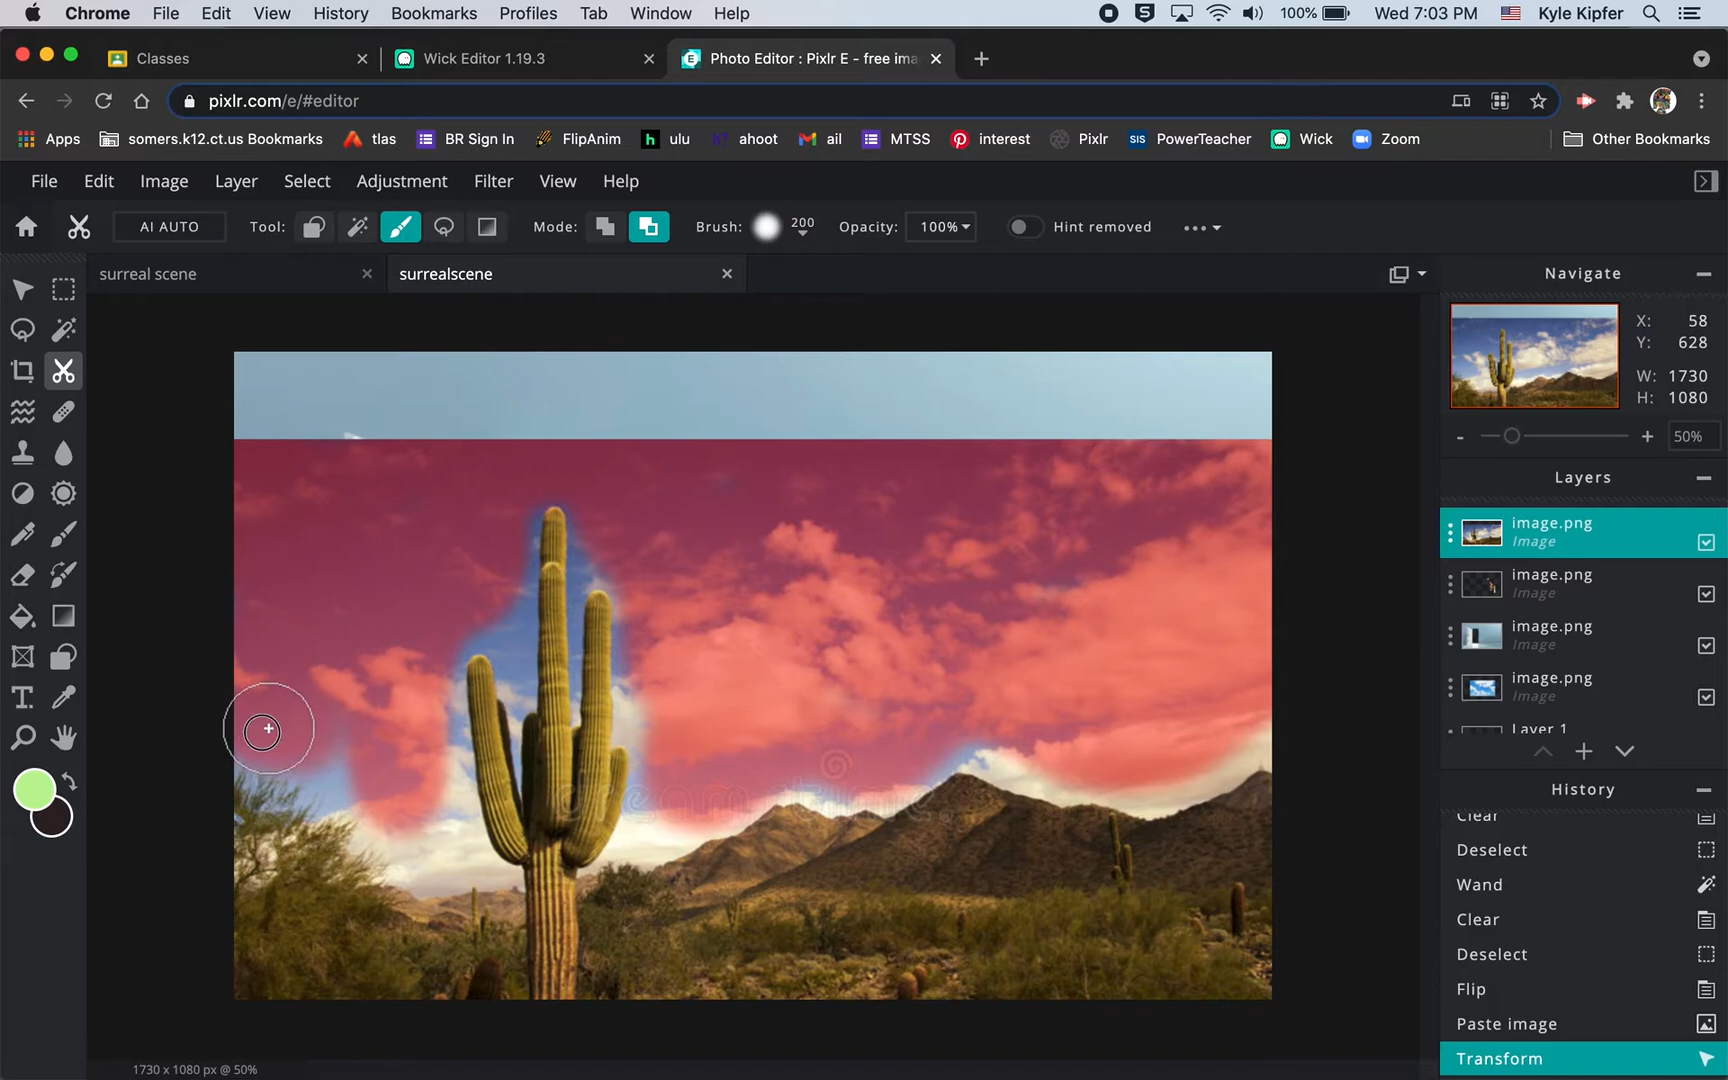 Chrome File Edit View History Bookmarks Profiles Tab Window Help 100% Wed 7:03 PM Kyle Kipfer
Classes Wick Editor 1.19.3 Photo Editor : Pixlr E - free ima
pixlr.com/e/#editor
Apps somers.k12.ct.us Bookmarks tlas BR Sign In FlipAnim ulu ahoot ail MTSS interest Pixlr SIS PowerTeacher Wick Zoom Other Bookmarks
File Edit Image Layer Select Adjustment Filter View Help
AI AUTO Tool: Mode: Brush: 200 Opacity: 100% Hint removed
surreal scene surrealscene
Navigate
X: 58
Y: 628
W: 1730
H: 1080
- + 50%
Layers
image.png
Image
image.png
Image
image.png
Image
image.png
Image
Layer 1
History
Clear
Deselect
Wand
Clear
Deselect
Flip
Paste image
Transform
1730 x 1080 px @ 50%